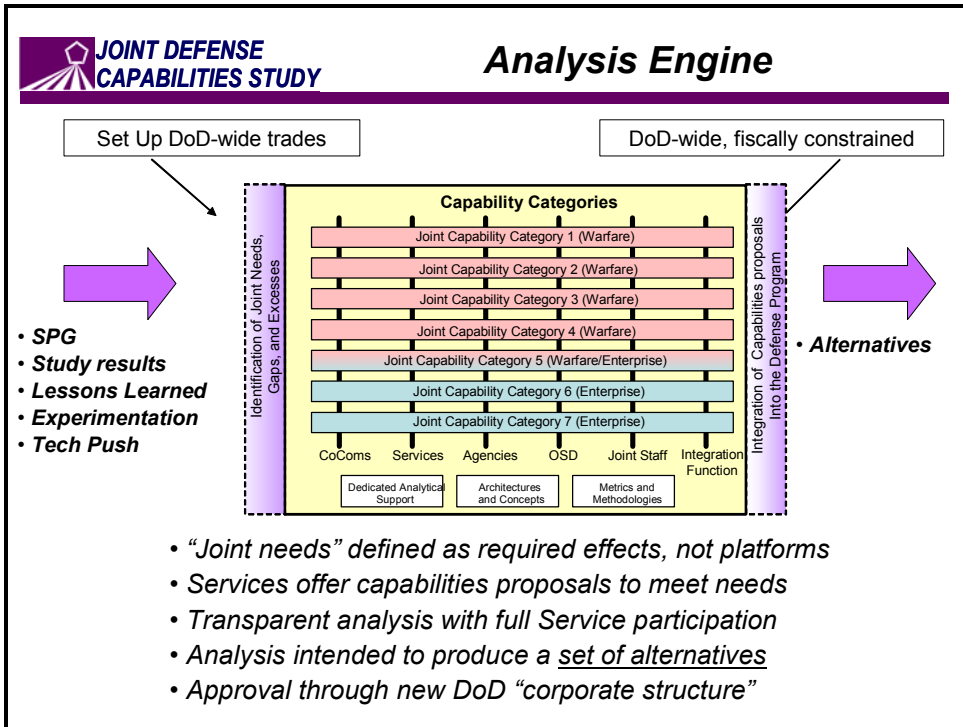 JOINT DEFENSE
CAPABILITIES STUDY
Analysis Engine
Set Up DoD-wide trades
DoD-wide, fiscally constrained
• SPG
• Study results
• Lessons Learned
• Experimentation
• Tech Push
Identification of Joint Needs,
Gaps, and Excesses
Capability Categories
Joint Capability Category 1 (Warfare)
Joint Capability Category 2 (Warfare)
Joint Capability Category 3 (Warfare)
Joint Capability Category 4 (Warfare)
Joint Capability Category 5 (Warfare/Enterprise)
Joint Capability Category 6 (Enterprise)
Joint Capability Category 7 (Enterprise)
CoComs Services Agencies OSD Joint Staff Integration
Function
Dedicated Analytical
Support
Architectures
and Concepts
Metrics and
Methodologies
Integration of Capabilities proposals
Into the Defense Program
• Alternatives
• “Joint needs” defined as required effects, not platforms
• Services offer capabilities proposals to meet needs
• Transparent analysis with full Service participation
• Analysis intended to produce a set of alternatives
• Approval through new DoD “corporate structure”